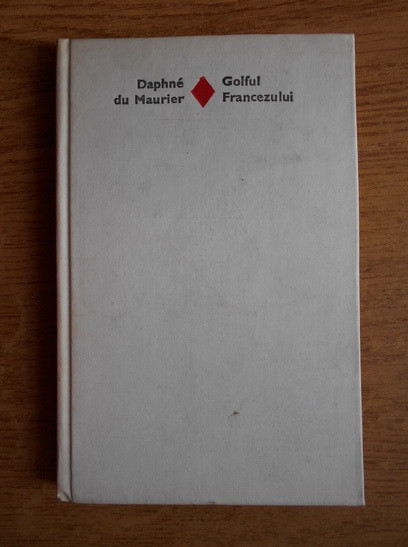 Daphné
du Maurier
Golful
Francezului